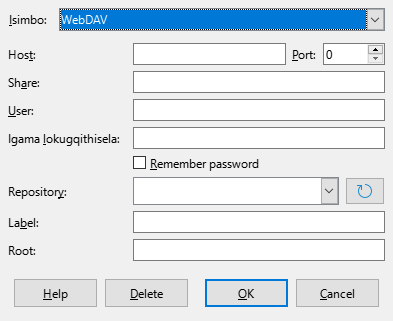 Isimbo: WebDAV
Host: Port: 0
Share:
User:
Igama lokugqithisela:
Remember password
Repository:
Label:
Root:
Help Delete OK Cancel